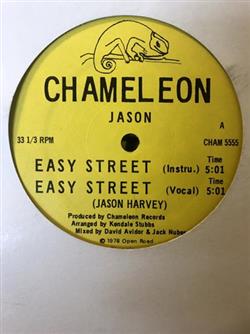 CHAMELEON
JASON
33 1/3 RPM
A
CHAM 5555
EASY STREET (Instru.) Time 5:01
EASY STREET (Vocal) Time 5:01
(JASON HARVEY)
Produced by Chameleon Records
Arranged by Kendale Stubbs
Mixed by David Avidor & Jack Nuber
© 1978 Open Road